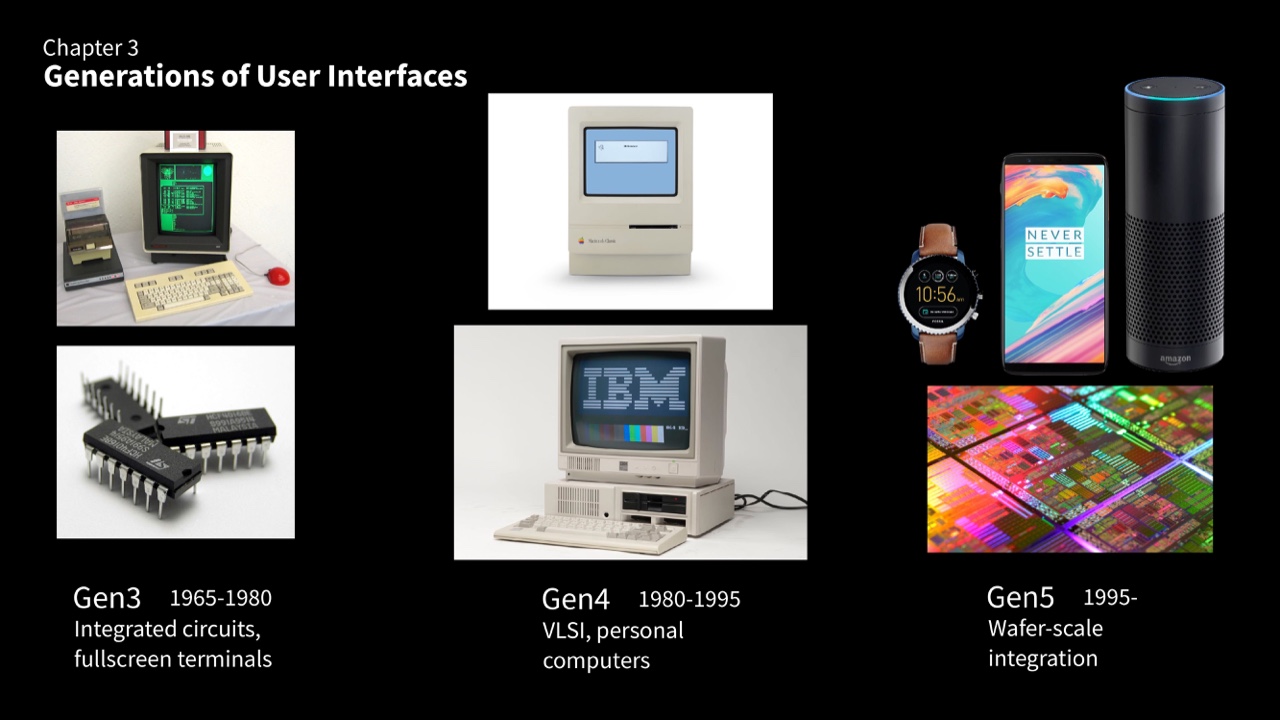 Chapter 3
Generations of User Interfaces
NEVER
SETTLE
10:56
FOSSIL
amazon
IBM
Gen3 1965-1980
Integrated circuits,
fullscreen terminals
Gen4 1980-1995
VLSI, personal
computers
Gen5 1995-
Wafer-scale
integration